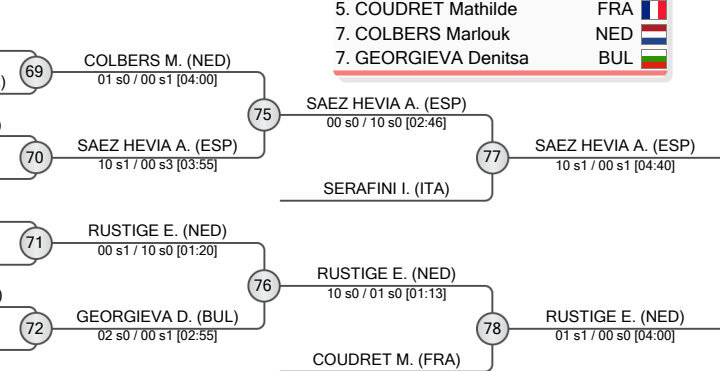 5. COUDRET Mathilde FRA
7. COLBERS Marlouk NED
7. GEORGIEVA Denitsa BUL
69
COLBERS M. (NED)
01 s0 / 00 s1 [04:00]
)
75
SAEZ HEVIA A. (ESP)
00 s0 / 10 s0 [02:46]
)
70
SAEZ HEVIA A. (ESP)
10 s1 / 00 s3 [03:55]
77
SAEZ HEVIA A. (ESP)
10 s1 / 00 s1 [04:40]
SERAFINI I. (ITA)
71
RUSTIGE E. (NED)
00 s1 / 10 s0 [01:20]
76
RUSTIGE E. (NED)
10 s0 / 01 s0 [01:13]
)
72
GEORGIEVA D. (BUL)
02 s0 / 00 s1 [02:55]
78
RUSTIGE E. (NED)
01 s1 / 00 s0 [04:00]
COUDRET M. (FRA)